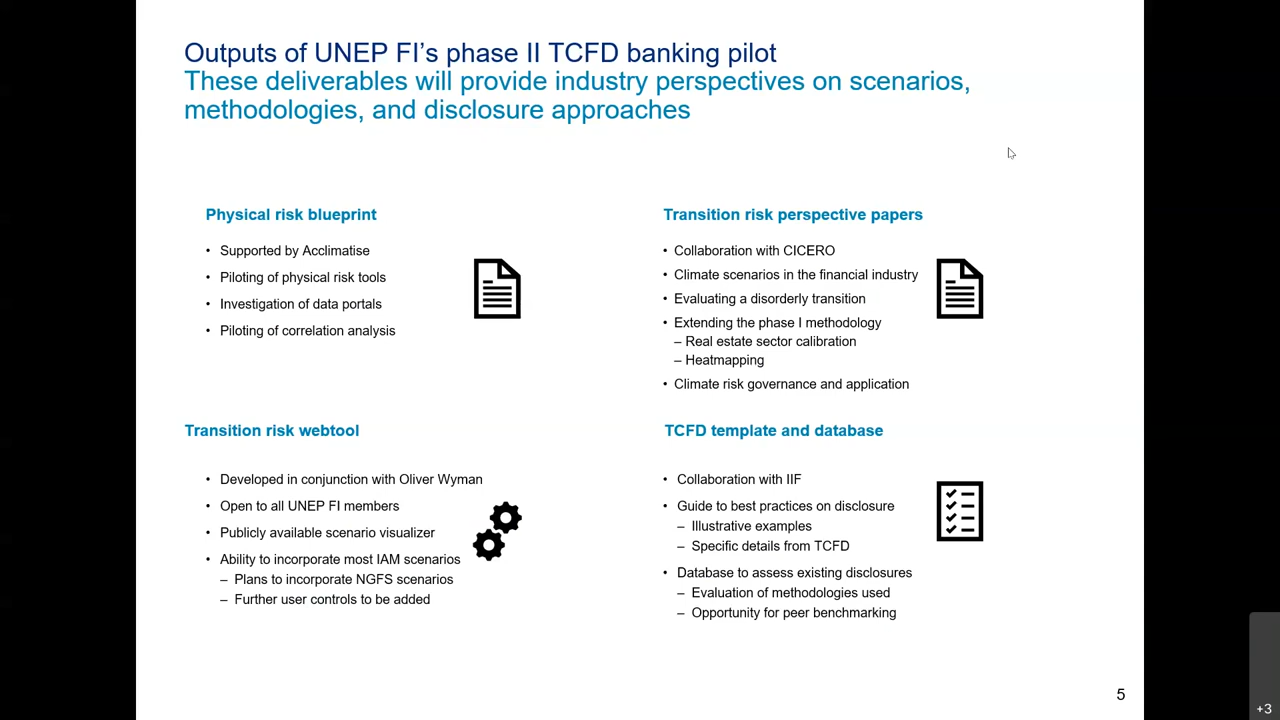 Outputs of UNEP FI’s phase II TCFD banking pilot
These deliverables will provide industry perspectives on scenarios,
methodologies, and disclosure approaches
Physical risk blueprint
• Supported by Acclimatise
• Piloting of physical risk tools
• Investigation of data portals
• Piloting of correlation analysis
Transition risk perspective papers
• Collaboration with CICERO
• Climate scenarios in the financial industry
• Evaluating a disorderly transition
• Extending the phase I methodology
– Real estate sector calibration
– Heatmapping
• Climate risk governance and application
Transition risk webtool
• Developed in conjunction with Oliver Wyman
• Open to all UNEP FI members
• Publicly available scenario visualizer
• Ability to incorporate most IAM scenarios
– Plans to incorporate NGFS scenarios
– Further user controls to be added
TCFD template and database
• Collaboration with IIF
• Guide to best practices on disclosure
– Illustrative examples
– Specific details from TCFD
• Database to assess existing disclosures
– Evaluation of methodologies used
– Opportunity for peer benchmarking
5
+3